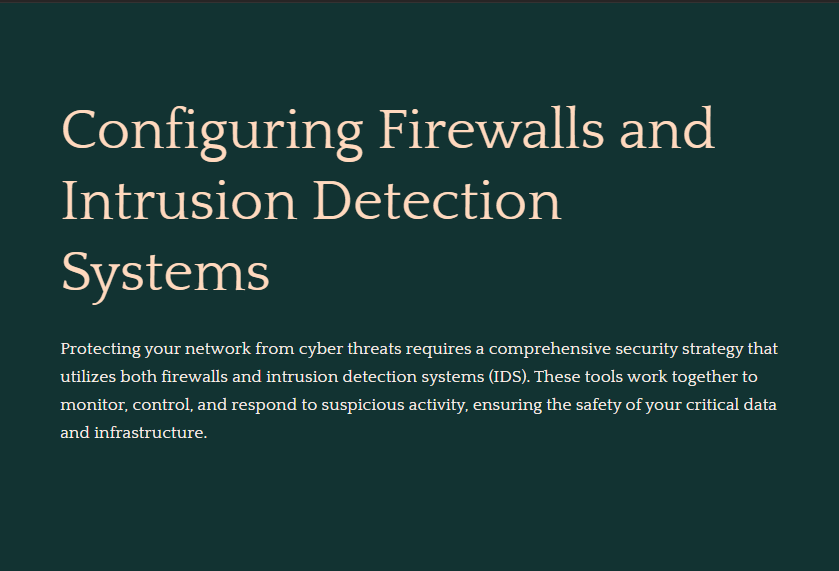 Configuring Firewalls and
Intrusion Detection
Systems
Protecting your network from cyber threats requires a comprehensive security strategy that
utilizes both firewalls and intrusion detection systems (IDS). These tools work together to
monitor, control, and respond to suspicious activity, ensuring the safety of your critical data
and infrastructure.